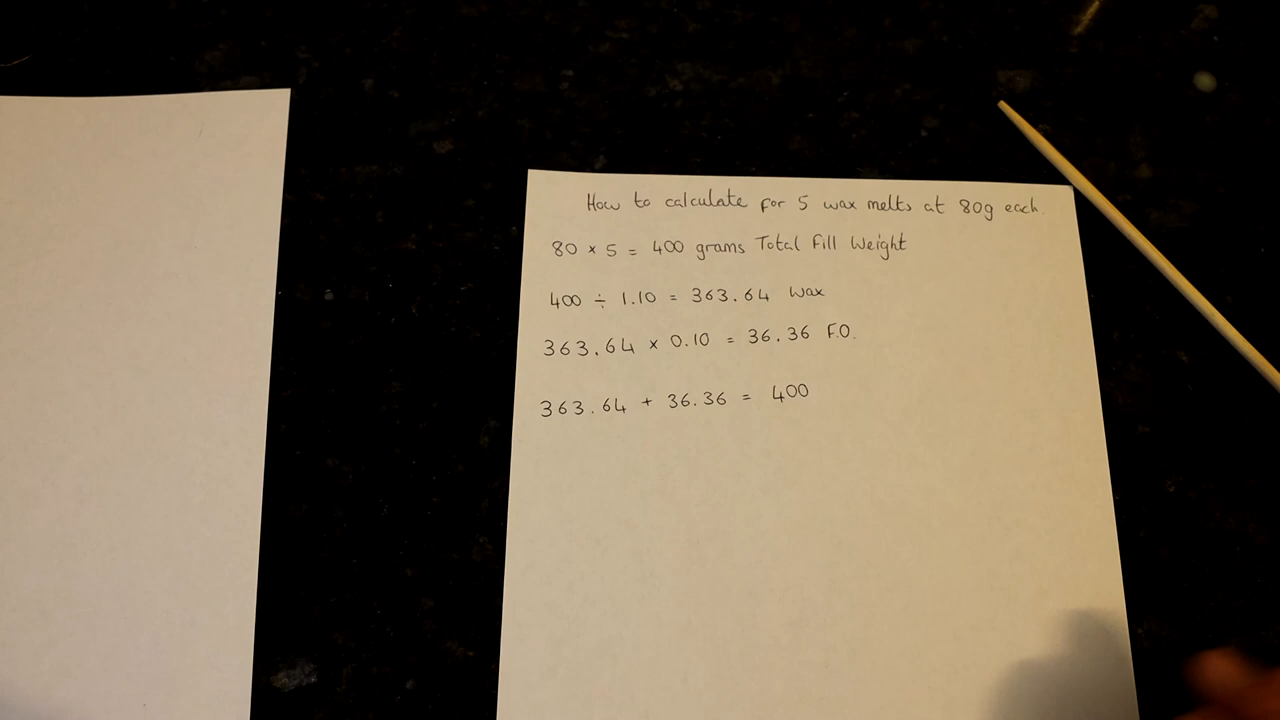 How to calculate for 5 wax melts at 80g each.
80 × 5 = 400 grams Total Fill Weight
400 ÷ 1.10 = 363.64 Wax
363.64 × 0.10 = 36.36 F.O.
363.64 + 36.36 = 400